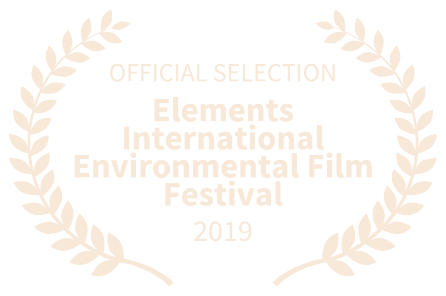 OFFICIAL SELECTION
Elements
International
Environmental Film
Festival
2019